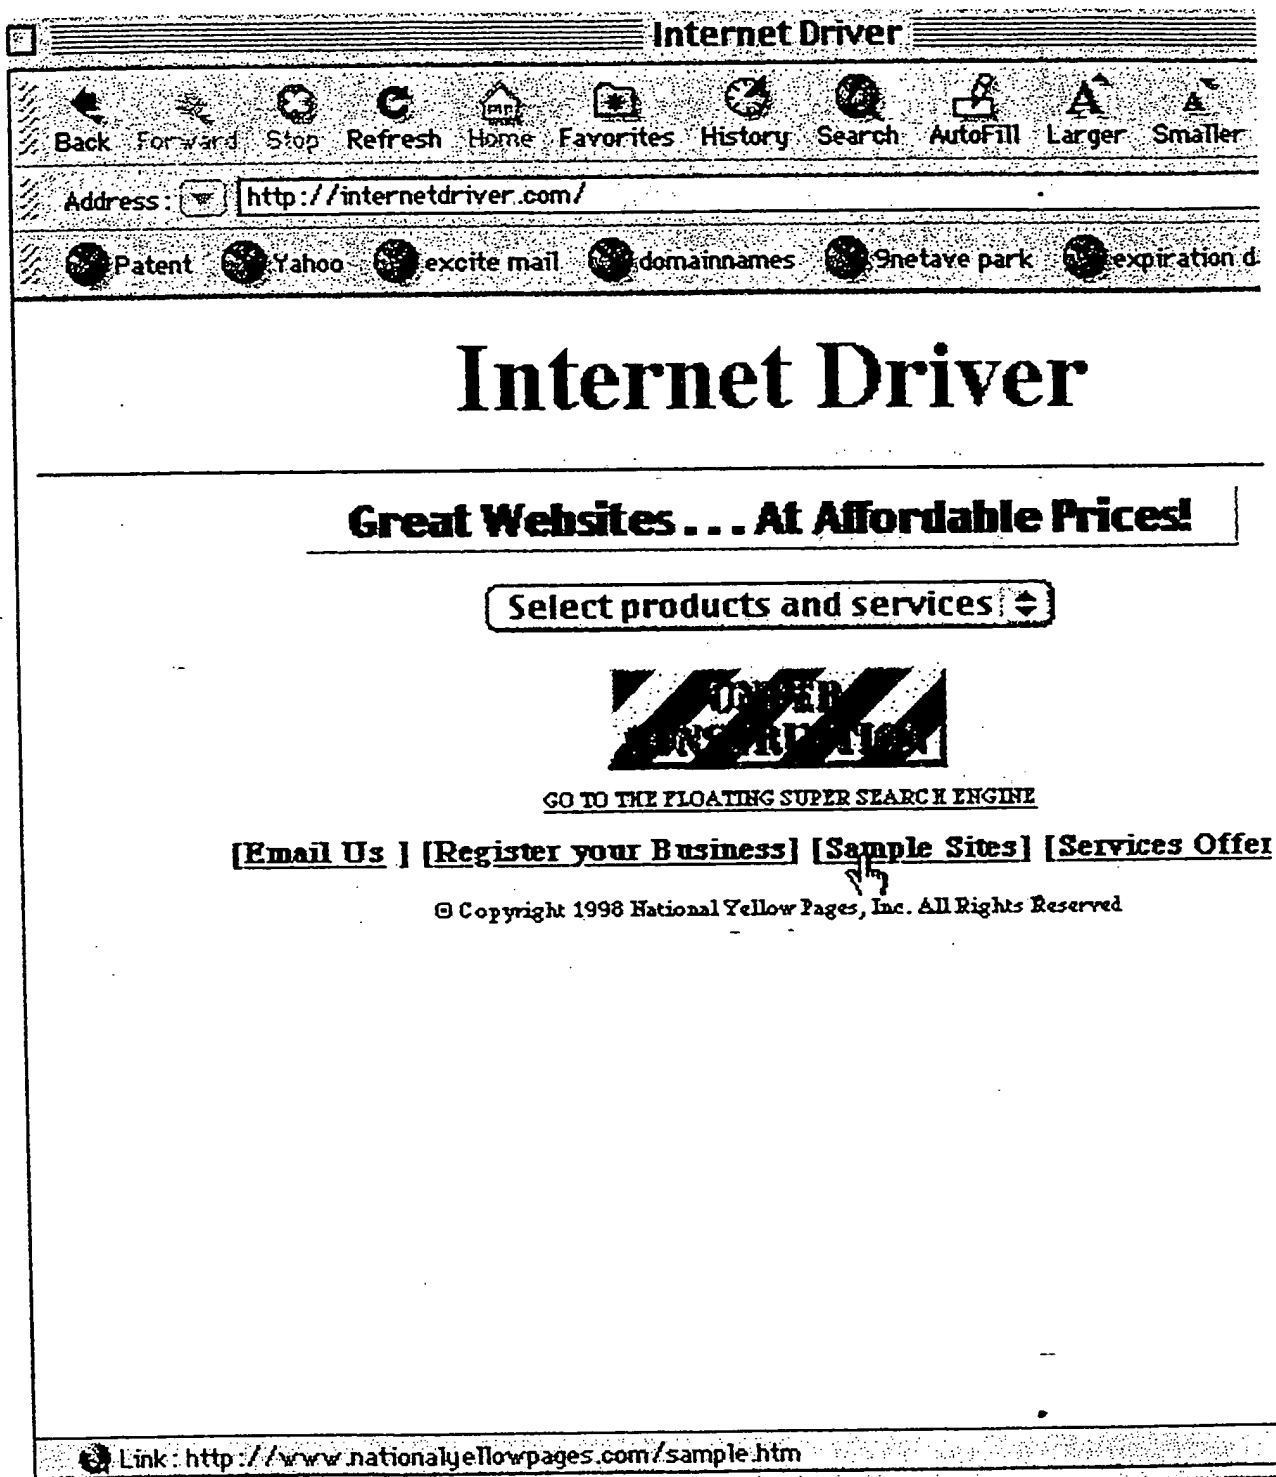 Internet Driver
Back Forward Stop Refresh Home Favorites History Search AutoFill Larger Smaller
Address: http://internetdriver.com/
Patent Yahoo excite mail domainnames 9netave park expiration d
Internet Driver
Great Websites... At Affordable Prices!
Select products and services
UNDER
CONSTRUCTION
GO TO THE FLOATING SUPER SEARCH ENGINE
[Email Us ] [Register your Business] [Sample Sites] [Services Offer
© Copyright 1998 National Yellow Pages, Inc. All Rights Reserved
Link: http://www.nationalyellowpages.com/sample.htm